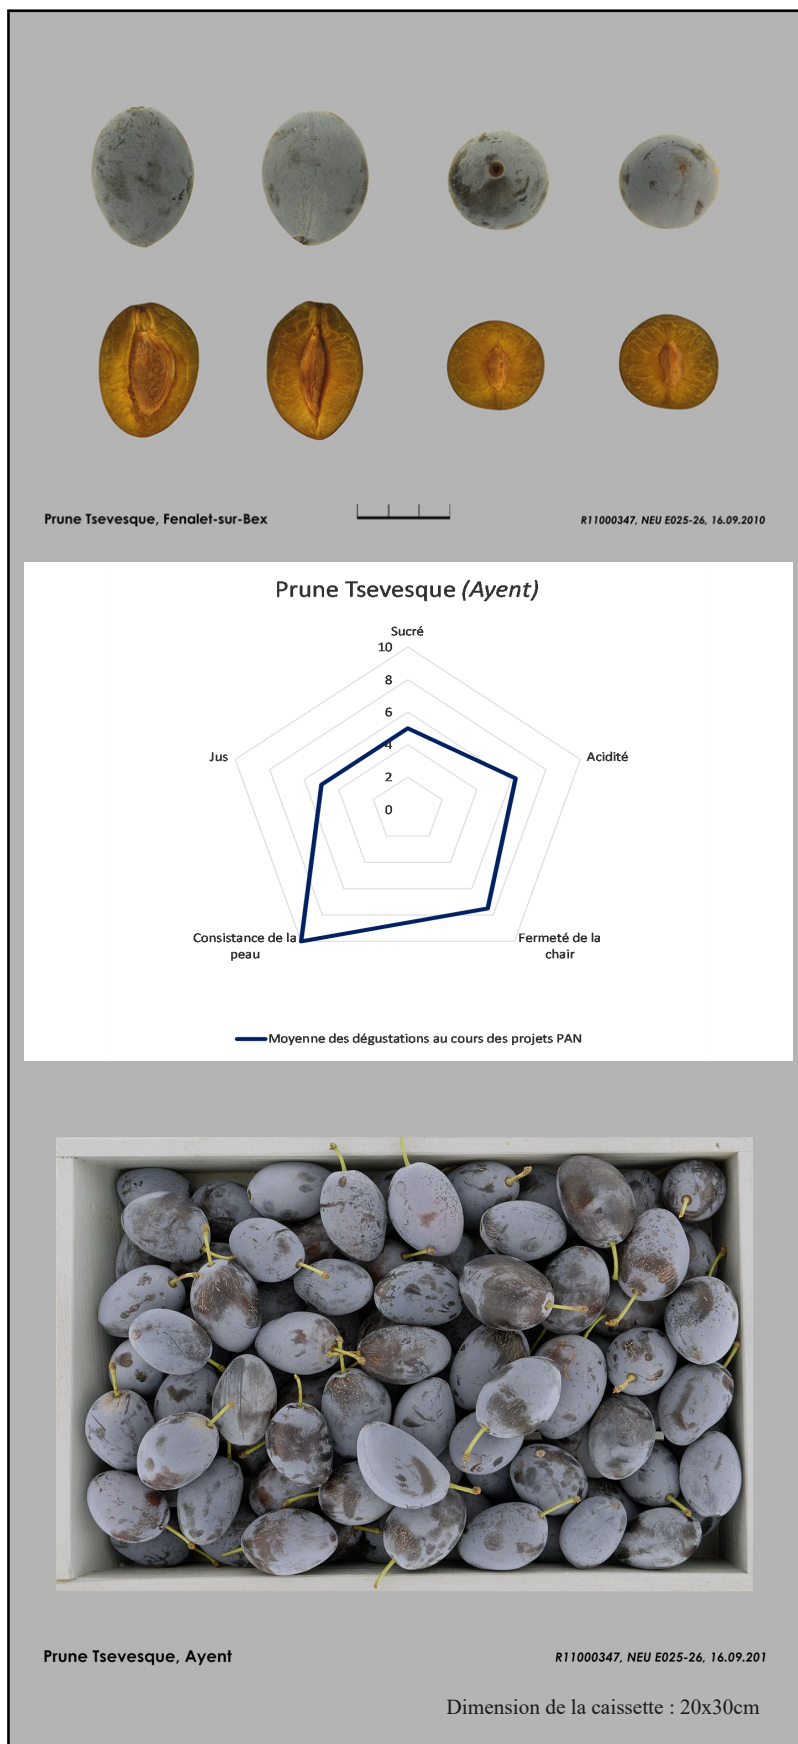 Prune Tsevesque, Fenalet-sur-Bex
R11000347, NEU E025-26, 16.09.2010
Prune Tsevesque (Ayent)
Sucré
10
8
6
4
2
0
Jus
Acidité
Consistance de la
peau
Fermeté de la
chair
Moyenne des dégustations au cours des projets PAN
Prune Tsevesque, Ayent
R11000347, NEU E025-26, 16.09.201
Dimension de la caissette : 20x30cm